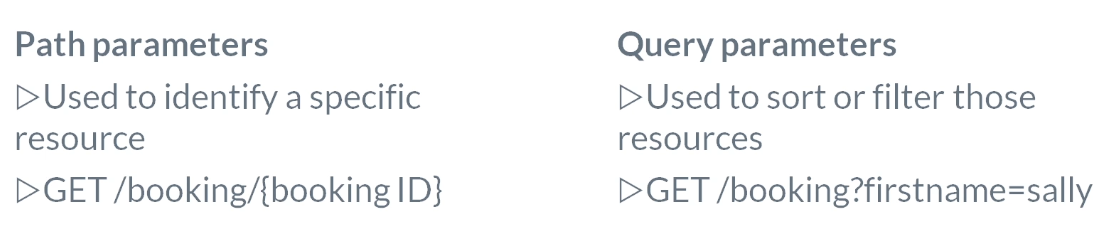 Path parameters
▷Used to identify a specific
resource
▷GET /booking/{booking ID}
Query parameters
▷Used to sort or filter those
resources
▷GET /booking?firstname=sally